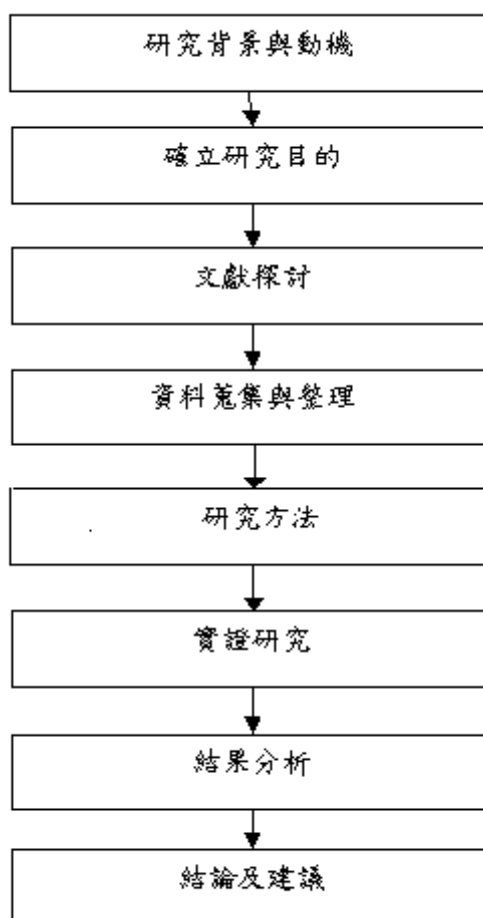 研究背景與動機
確立研究目的
文獻探討
資料蒐集與整理
研究方法
實證研究
結果分析
結論及建議